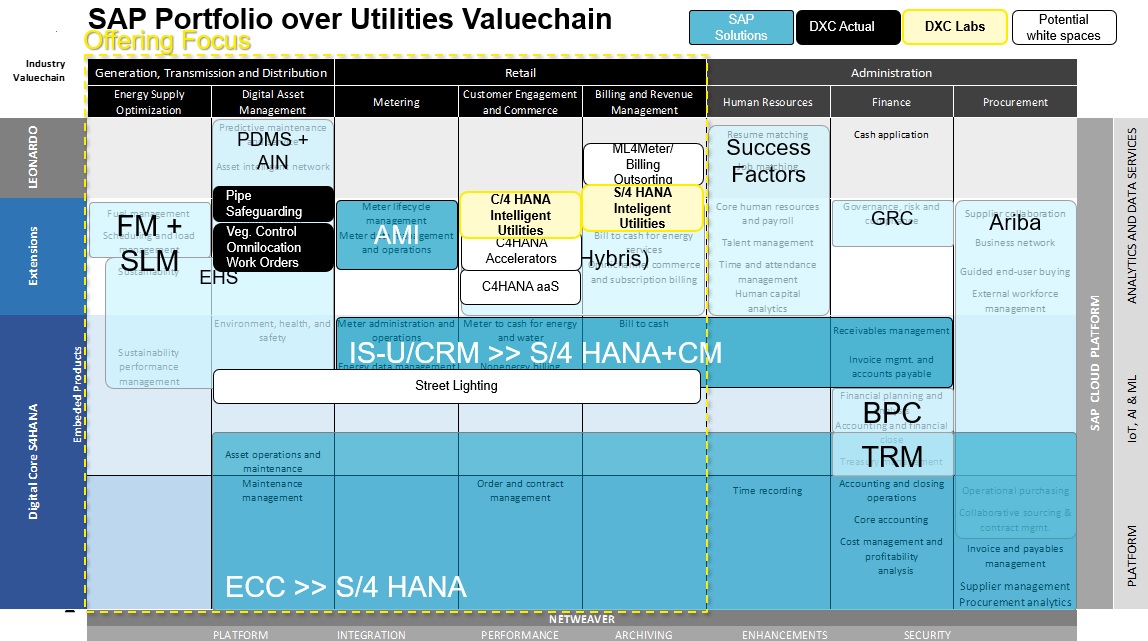 SAP Portfolio over Utilities Valuechain
Offering Focus
SAP
Solutions
DXC Actual
DXC Labs
Potential
white spaces
Industry
Valuechain
Generation, Transmission and Distribution
Retail
Administration
Energy Supply
Optimization
Digital Asset
Management
Metering
Customer Engagement
and Commerce
Billing and Revenue
Management
Human Resources
Finance
Procurement
LEONARDO
Predictive maintenance
PDMS +
AIN
Asset intelligent network
ML4Meter/
Billing
Outsorting
Resume matching
Success
Factors
Job matching
Cash application
Extensions
Pipe
Safeguarding
Veg. Control
Omnilocation
Work Orders
Fuel management
FM +
Scheduling and load
management
SLM
Sustainability
EHS
Meter lifecycle
management
AMI
and operations
C/4 HANA
Intelligent
Utilities
C4HANA
Accelerators
C4HANA aaS
S/4 HANA
Inteligent
Utilities
Bill to cash for energy
services
Hybris)
commerce
and subscription billing
Core human resources
and payroll
Talent management
Time and attendance
management
Human capital
analytics
Governance, risk and
GRC
Supplier collaboration
Ariba
Business network
Guided end-user buying
External workforce
management
Digital Core S4HANA
Embeded Products
Environment, health, and
safety
Sustainability
performance
management
Meter administration and
operations
Energy data management
Meter to cash for energy
and water
Nonenergy billing
Bill to cash
IS-U/CRM >> S/4 HANA+CM
Street Lighting
Receivables management
Invoice mgmt. and
accounts payable
Financial planning and
BPC
Accounting and financial
close
TRM
Asset operations and
maintenance
Maintenance
management
Order and contract
management
Time recording
Accounting and closing
operations
Core accounting
Cost management and
profitability
analysis
Operational purchasing
Collaborative sourcing &
contract mgmt.
Invoice and payables
management
Supplier management
Procurement analytics
ECC >> S/4 HANA
SAP CLOUD PLATFORM
ANALYTICS AND DATA SERVICES
IoT, AI & ML
PLATFORM
NETWEAVER
PLATFORM
INTEGRATION
PERFORMANCE
ARCHIVING
ENHANCEMENTS
SECURITY